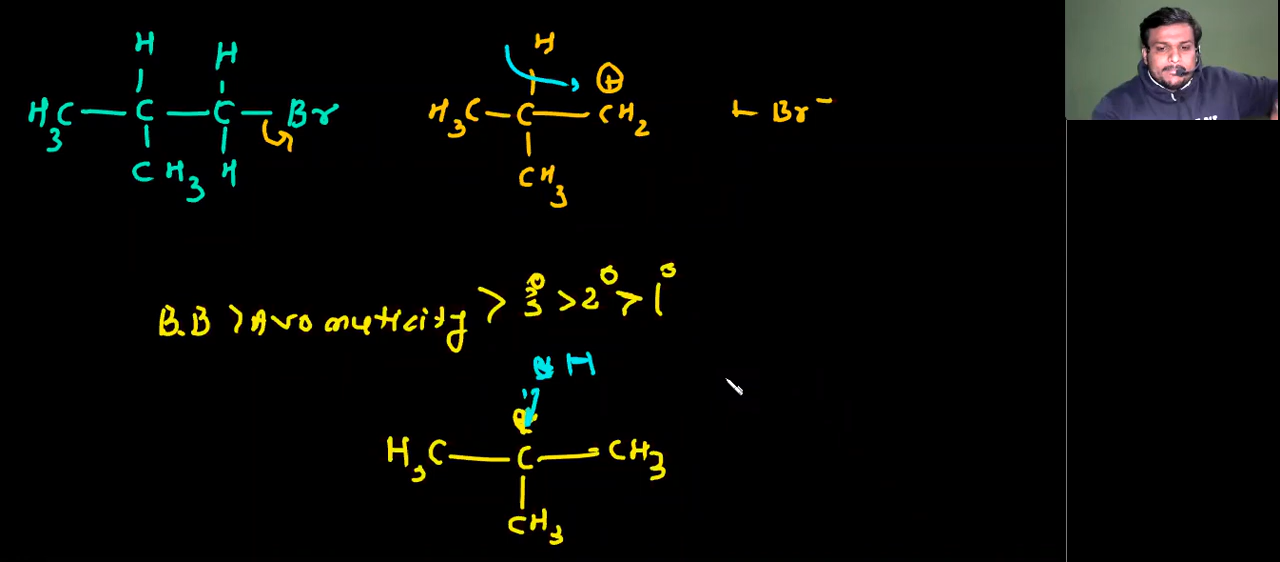 H H H
H3C — C — C — Br H3C — C — CH2 ⊕ + Br⁻
CH3 H CH3
B.B > Aromaticity > 3° > 2° > 1°
H
H3C — C — CH3
CH3